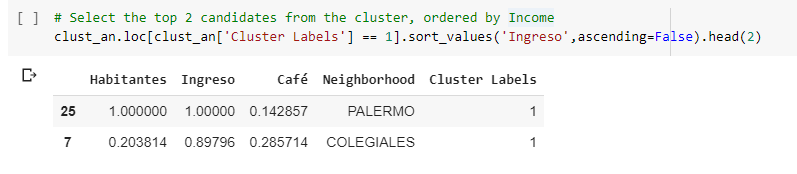 [ ] # Select the top 2 candidates from the cluster, ordered by Income
clust_an.loc[clust_an['Cluster Labels'] == 1].sort_values('Ingreso',ascending=False).head(2)
Habitantes Ingreso Café Neighborhood Cluster Labels
25 1.000000 1.00000 0.142857 PALERMO 1
7 0.203814 0.89796 0.285714 COLEGIALES 1